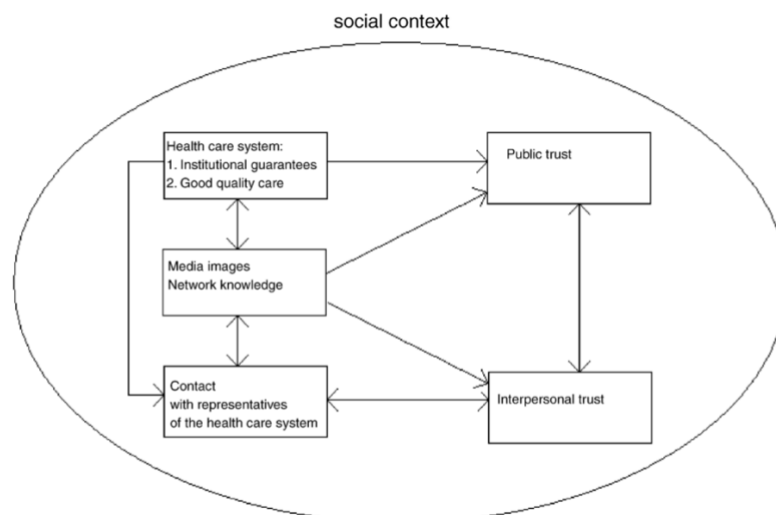 social context
Health care system:
1. Institutional guarantees
2. Good quality care
Public trust
Media images
Network knowledge
Contact
with representatives
of the health care system
Interpersonal trust